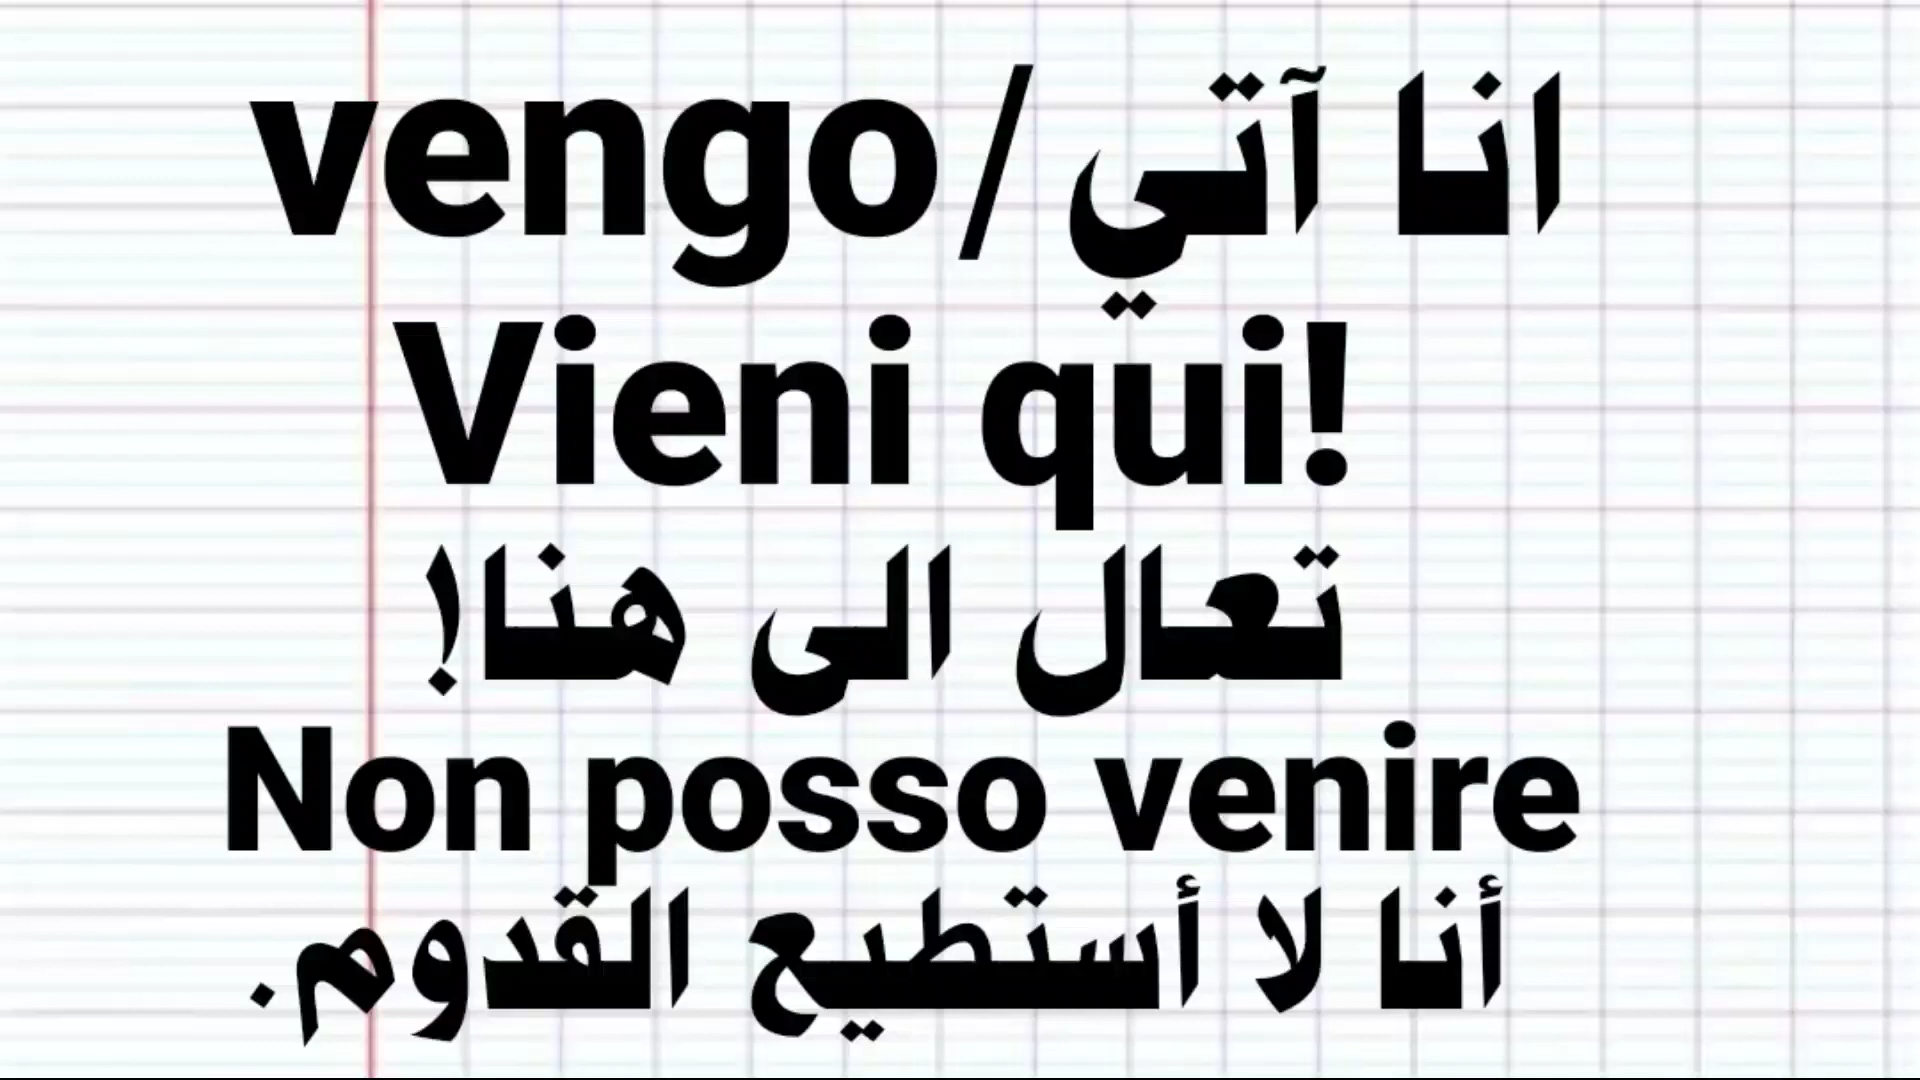 vengo/انا آتي
Vieni qui!
تعال الى هنا!
Non posso venire
أنا لا أستطيع القدوم.